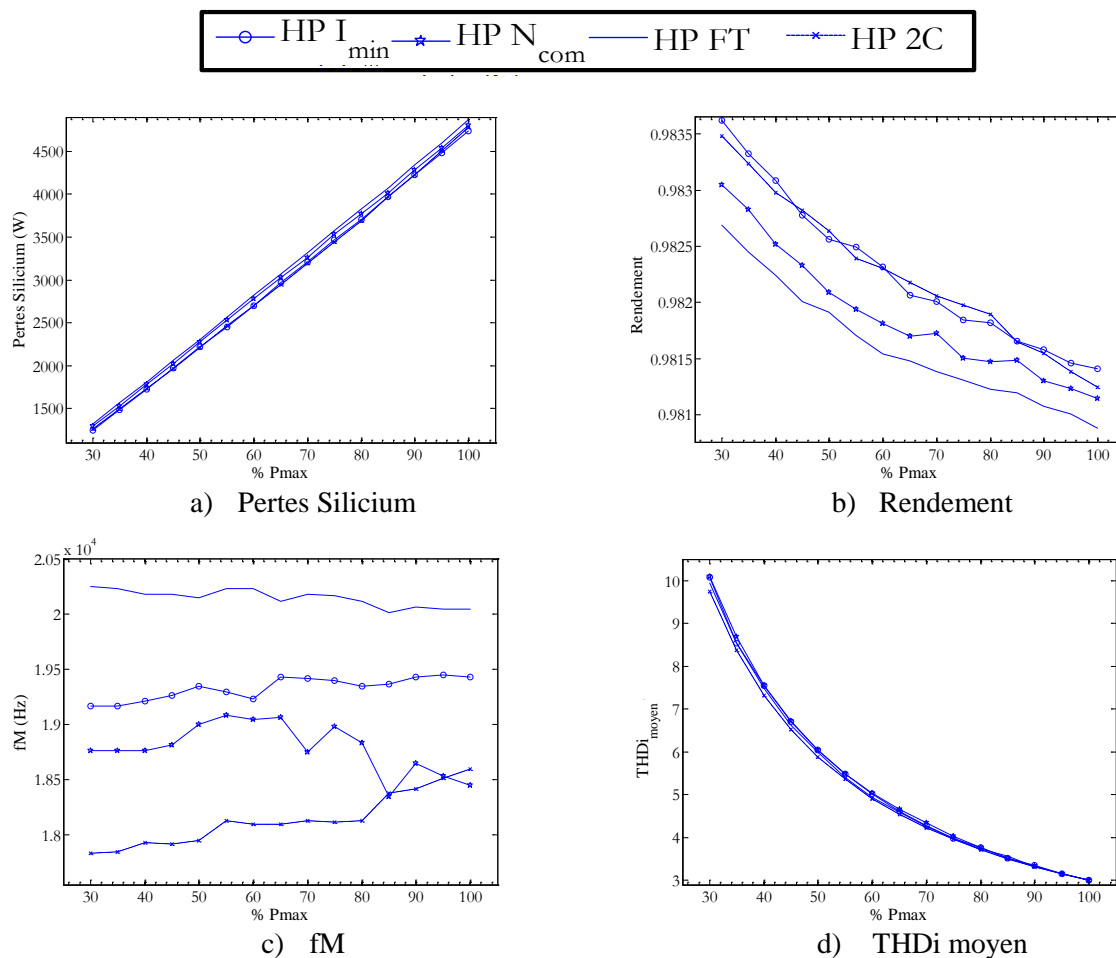 HP I_min HP N_com HP FT HP 2C
4500
4000
3500
3000
2500
2000
1500
Pertes Silicium (W)
30 40 50 60 70 80 90 100
% Pmax
a) Pertes Silicium
0.9835
0.983
0.9825
0.982
0.9815
0.981
Rendement
30 40 50 60 70 80 90 100
% Pmax
b) Rendement
2.05 x 10^4
2
1.95
1.9
1.85
1.8
fM (Hz)
30 40 50 60 70 80 90 100
% Pmax
c) fM
10
9
8
7
6
5
4
3
THDi_moyen
30 40 50 60 70 80 90 100
% Pmax
d) THDi moyen